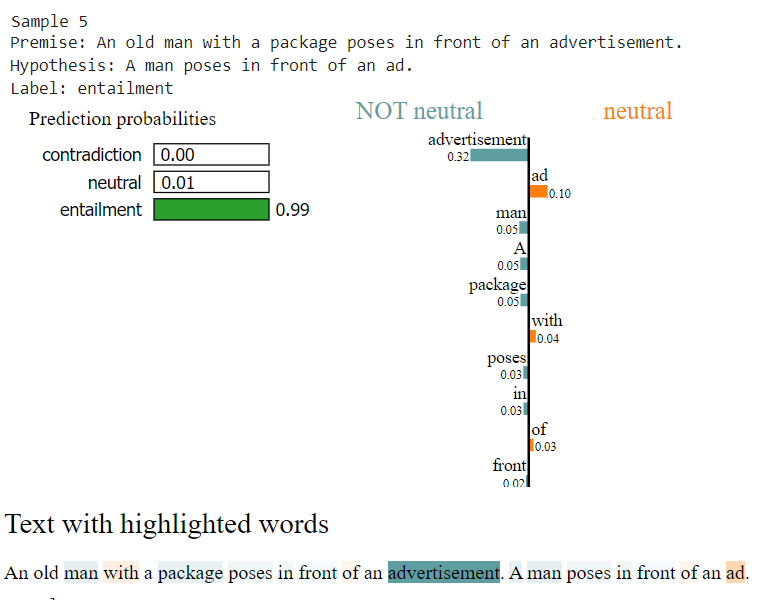 Sample 5
Premise: An old man with a package poses in front of an advertisement.
Hypothesis: A man poses in front of an ad.
Label: entailment
Prediction probabilities
contradiction 0.00
neutral 0.01
entailment 0.99
NOT neutral neutral
advertisement
0.32
ad
0.10
man
0.05
A
0.05
package
0.05
with
0.04
poses
0.03
in
0.03
of
0.03
front
0.02
Text with highlighted words
An old man with a package poses in front of an advertisement. A man poses in front of an ad.